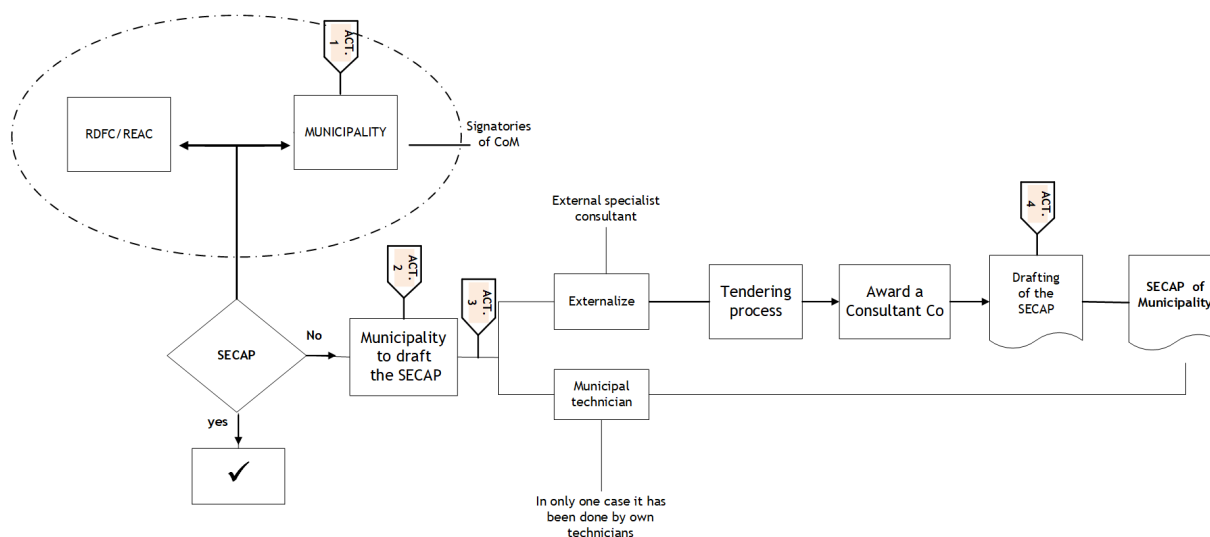 ACT.
1
RDFC/REAC
MUNICIPALITY
Signatories
of CoM
External specialist
consultant
ACT.
4
ACT.
2
ACT.
3
Externalize
Tendering
process
Award a
Consultant Co
Drafting
of the
SECAP
SECAP of
Municipality
SECAP
No
Municipality
to draft
the SECAP
Municipal
technician
yes
✓
In only one case it has
been done by own
technicians